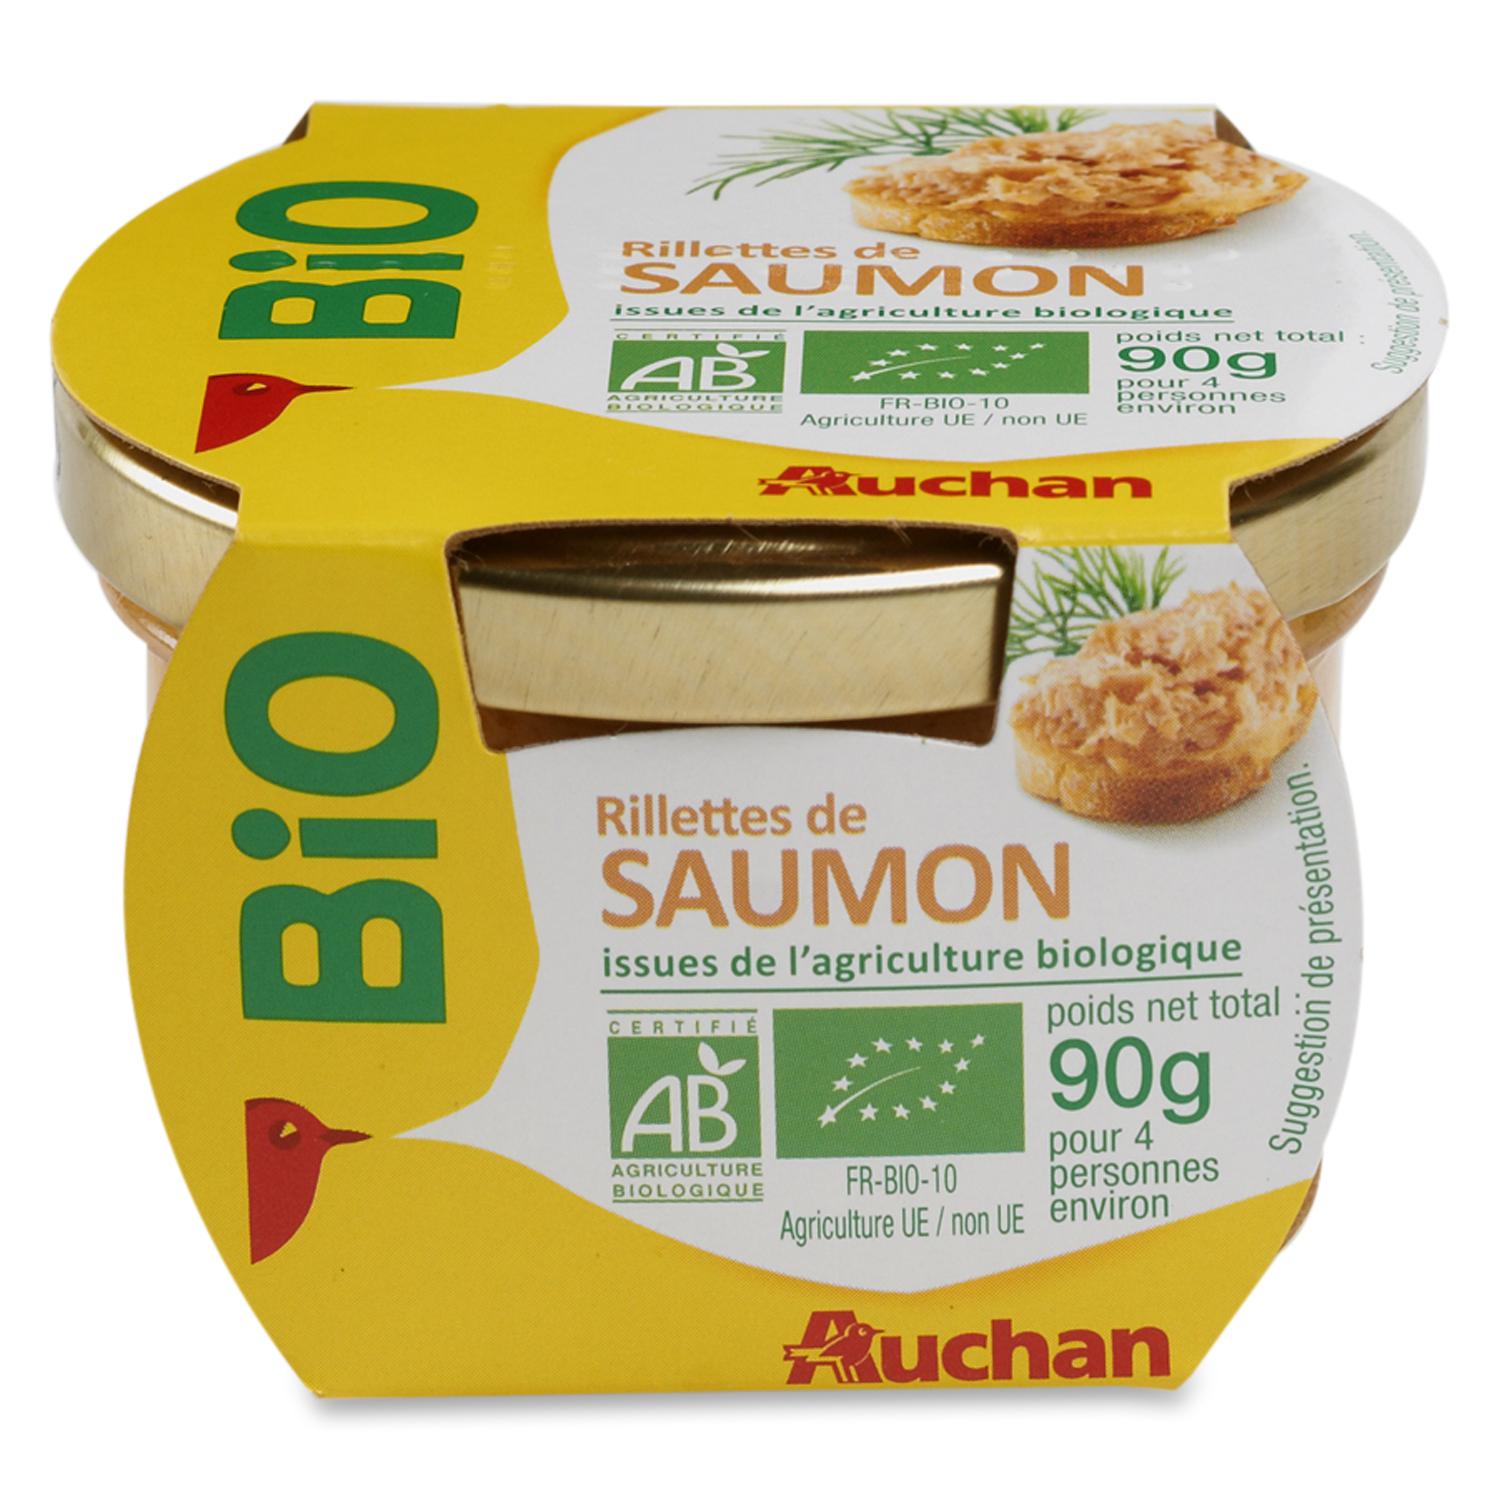 BiO
Rillettes de
SAUMON
issues de l'agriculture biologique
CERTIFIÉ
AB
AGRICULTURE
BIOLOGIQUE
FR-BIO-10
Agriculture UE / non UE
poids net total
90g
pour 4
personnes
environ
Suggestion de présentation.
Auchan
BiO
Rillettes de
SAUMON
issues de l'agriculture biologique
CERTIFIÉ
AB
AGRICULTURE
BIOLOGIQUE
FR-BIO-10
Agriculture UE / non UE
poids net total
90g
pour 4
personnes
environ
Suggestion de présentation.
Auchan